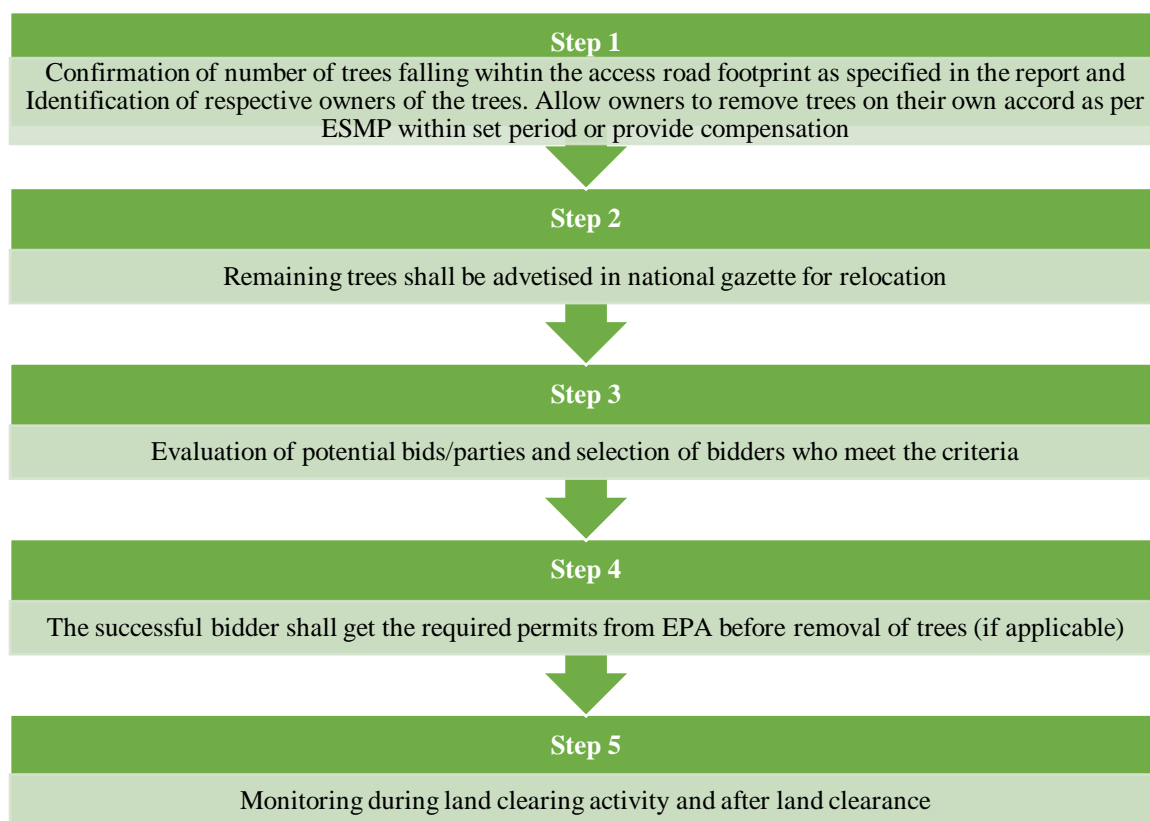 Step 1
Confirmation of number of trees falling wihtin the access road footprint as specified in the report and
Identification of respective owners of the trees. Allow owners to remove trees on their own accord as per
ESMP within set period or provide compensation
Step 2
Remaining trees shall be advetised in national gazette for relocation
Step 3
Evaluation of potential bids/parties and selection of bidders who meet the criteria
Step 4
The successful bidder shall get the required permits from EPA before removal of trees (if applicable)
Step 5
Monitoring during land clearing activity and after land clearance